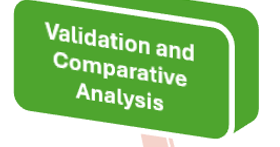 Validation and
Comparative
Analysis